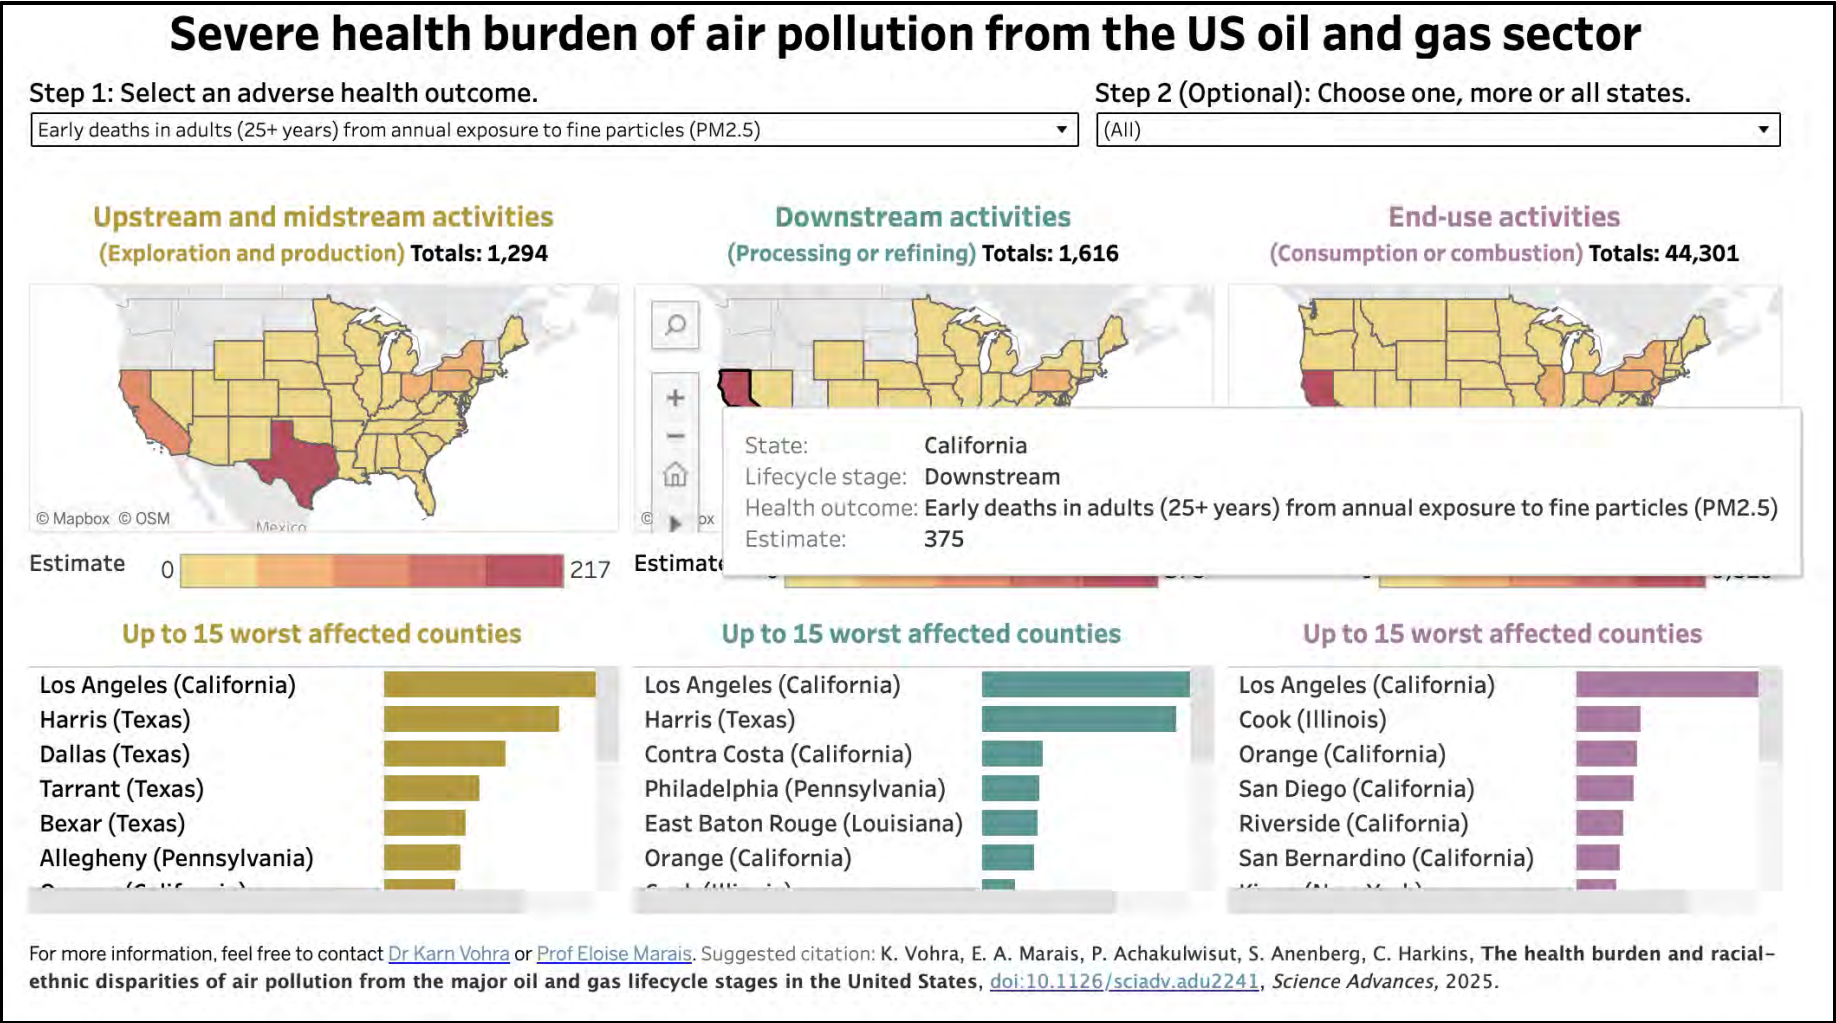 Severe health burden of air pollution from the US oil and gas sector
Step 1: Select an adverse health outcome.
Early deaths in adults (25+ years) from annual exposure to fine particles (PM2.5)
Step 2 (Optional): Choose one, more or all states.
(All)
Upstream and midstream activities
(Exploration and production) Totals: 1,294
Downstream activities
(Processing or refining) Totals: 1,616
End-use activities
(Consumption or combustion) Totals: 44,301
© Mapbox © OSM
Mexico
State: California
Lifecycle stage: Downstream
Health outcome: Early deaths in adults (25+ years) from annual exposure to fine particles (PM2.5)
Estimate: 375
Estimate 0 217
Estimate
Up to 15 worst affected counties
Los Angeles (California)
Harris (Texas)
Dallas (Texas)
Tarrant (Texas)
Bexar (Texas)
Allegheny (Pennsylvania)
Up to 15 worst affected counties
Los Angeles (California)
Harris (Texas)
Contra Costa (California)
Philadelphia (Pennsylvania)
East Baton Rouge (Louisiana)
Orange (California)
Up to 15 worst affected counties
Los Angeles (California)
Cook (Illinois)
Orange (California)
San Diego (California)
Riverside (California)
San Bernardino (California)
For more information, feel free to contact Dr Karn Vohra or Prof Eloise Marais. Suggested citation: K. Vohra, E. A. Marais, P. Achakulwisut, S. Anenberg, C. Harkins, The health burden and racial-
ethnic disparities of air pollution from the major oil and gas lifecycle stages in the United States, doi:10.1126/sciadv.adu2241, Science Advances, 2025.